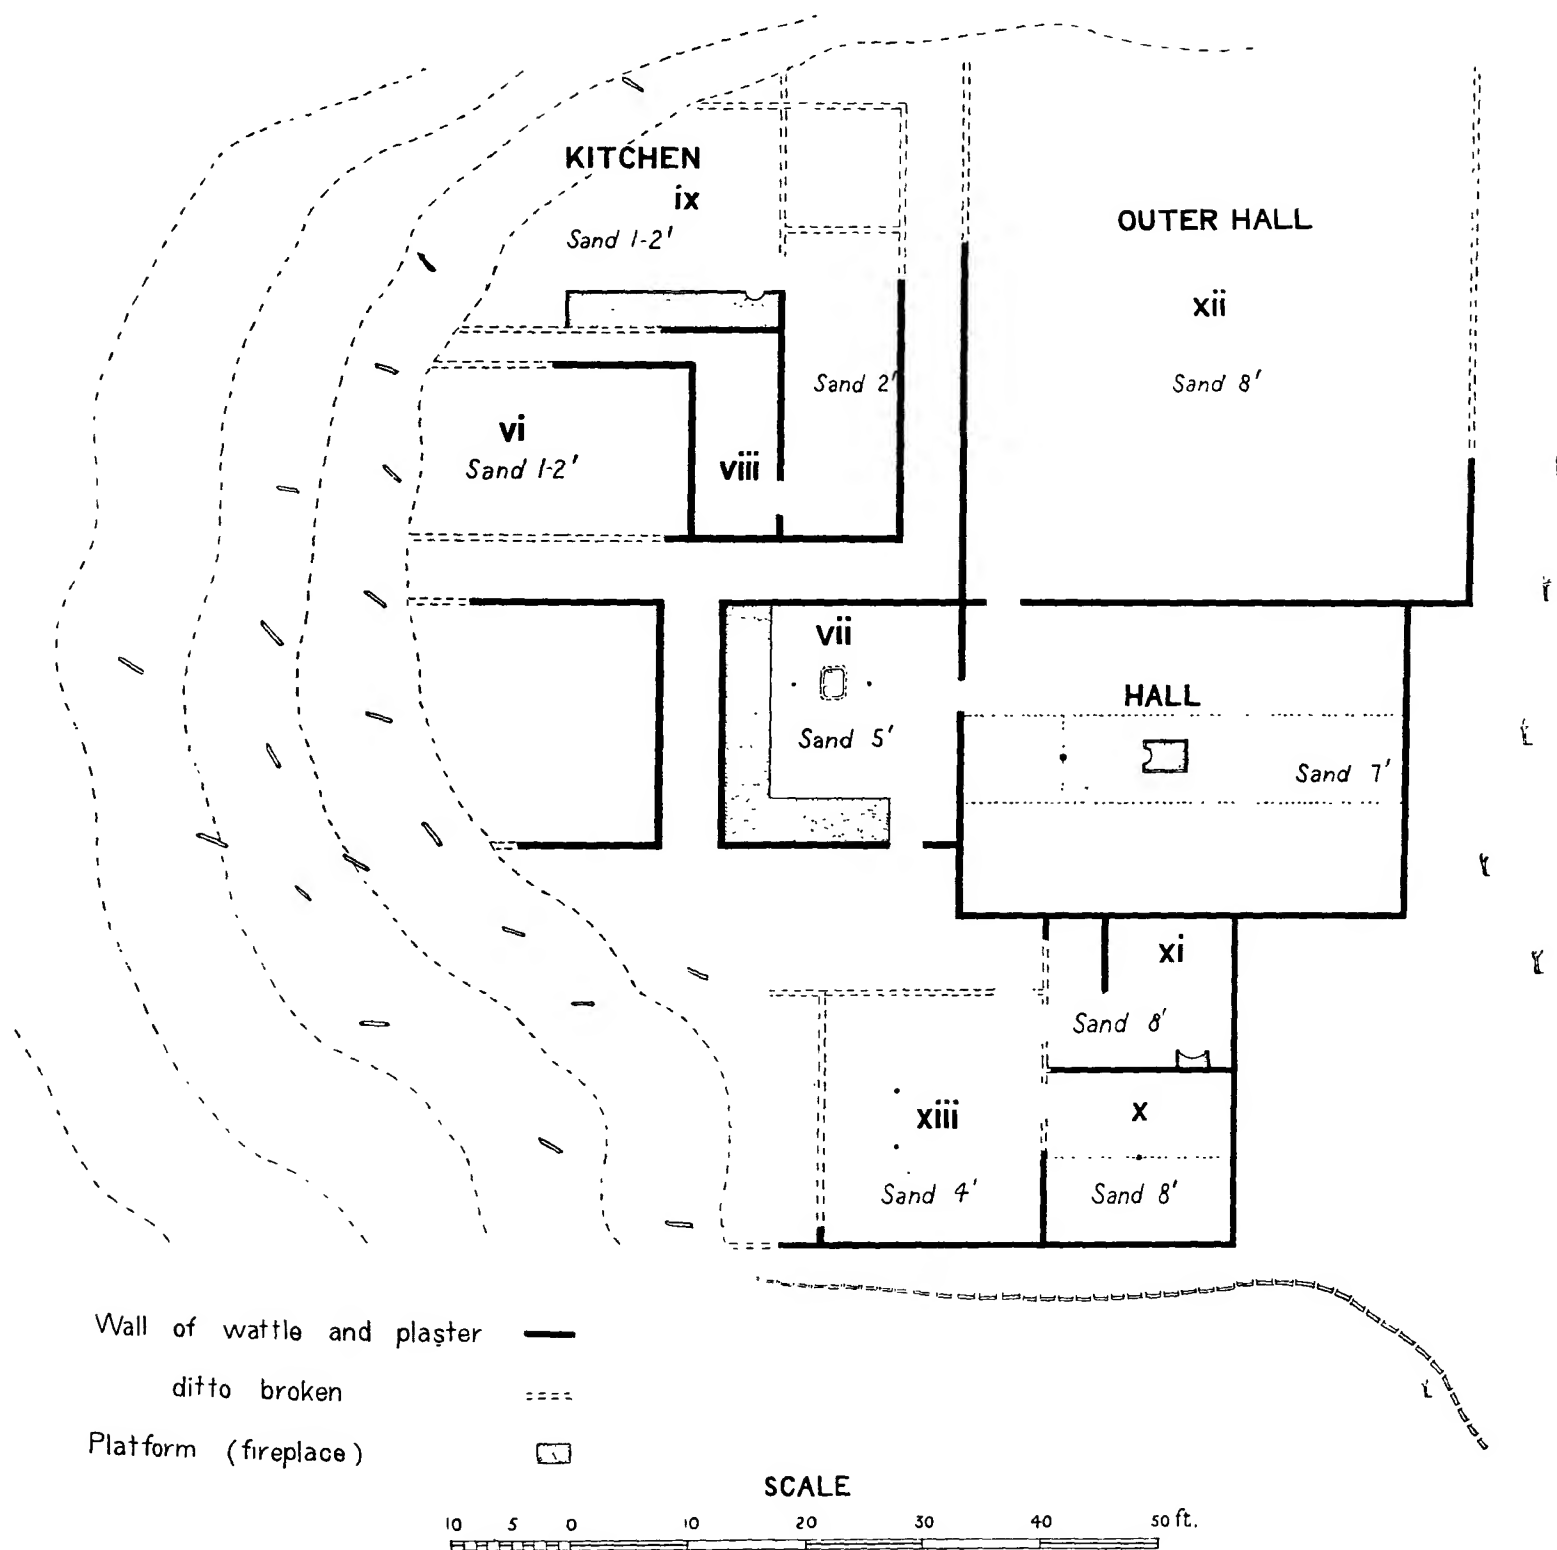 KITCHEN
ix
Sand 1-2'
OUTER HALL
xii
Sand 8'
Sand 2'
vi
Sand 1-2'
viii
vii
Sand 5'
HALL
Sand 7'
xi
Sand 8'
xiii
Sand 4'
x
Sand 8'
Wall of wattle and plaster
ditto broken
Platform (fireplace)
SCALE
10 5 0 10 20 30 40 50 ft.